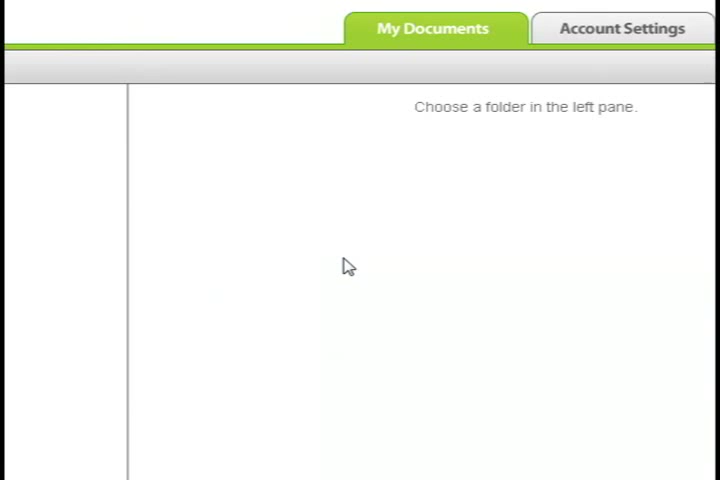 My Documents
Account Settings
Choose a folder in the left pane.